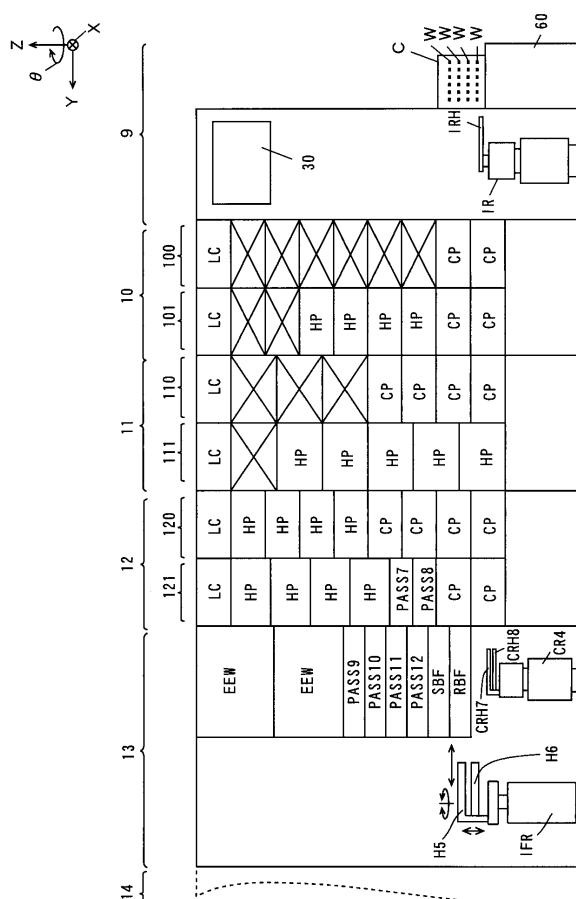 Z
X
θ
Y
9
10
11
12
13
14
100
101
110
111
120
121
C
W W W W
60
30
IRH
IR
LC
CP
CP
LC
HP
HP
HP
HP
CP
CP
LC
CP
CP
CP
CP
LC
HP
HP
HP
HP
HP
LC
HP
HP
HP
HP
CP
CP
CP
CP
LC
HP
HP
HP
HP
PASS7
PASS8
CP
CP
EEW
EEW
PASS9
PASS10
PASS11
PASS12
SBF
RBF
CRH7
CRH8
CR4
H5
H6
IFR